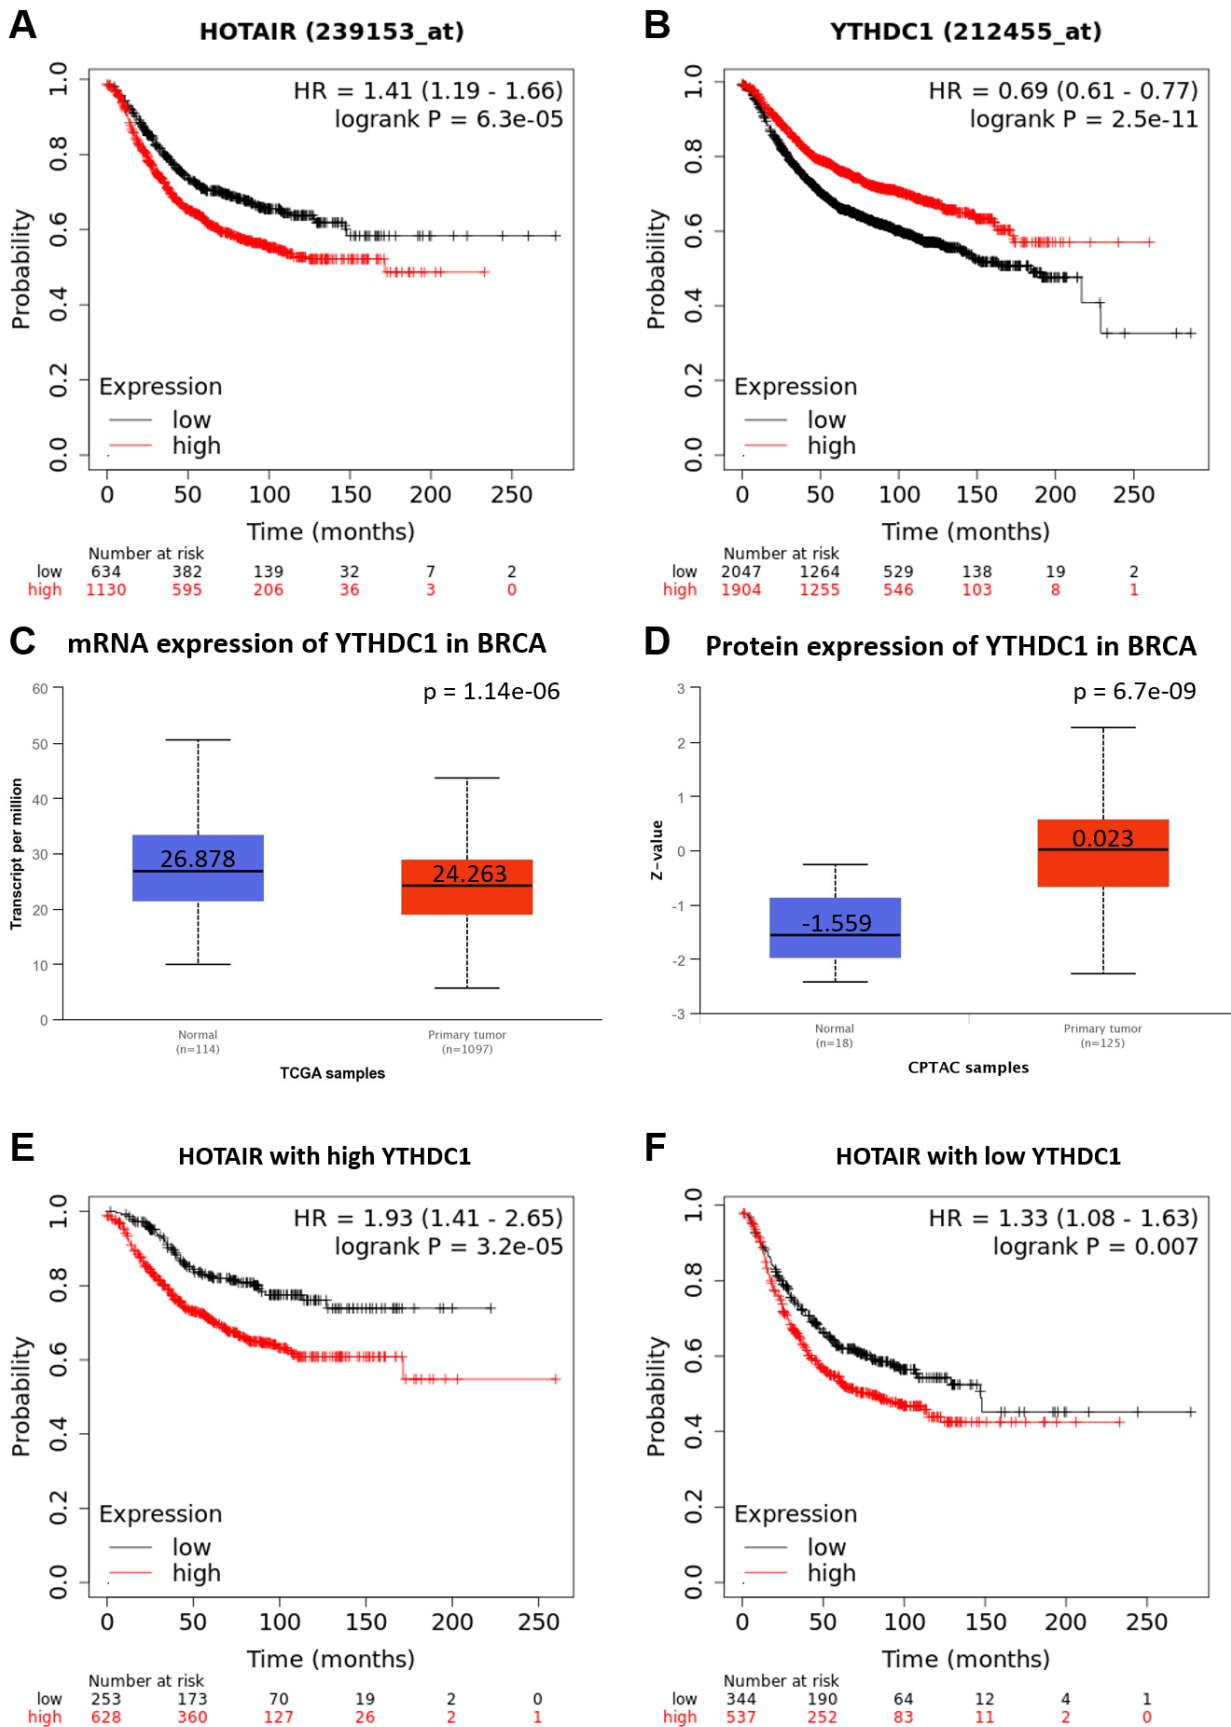 A
HOTAIR (239153_at)
HR = 1.41 (1.19 - 1.66)
logrank P = 6.3e-05
Probability
1.0
0.8
0.6
0.4
0.2
0.0
Expression
low
high
0 50 100 150 200 250
Time (months)
Number at risk
low 634 382 139 32 7 2
high 1130 595 206 36 3 0
B
YTHDC1 (212455_at)
HR = 0.69 (0.61 - 0.77)
logrank P = 2.5e-11
Probability
1.0
0.8
0.6
0.4
0.2
0.0
Expression
low
high
0 50 100 150 200 250
Time (months)
Number at risk
low 2047 1264 529 138 19 2
high 1904 1255 546 103 8 1
C
mRNA expression of YTHDC1 in BRCA
p = 1.14e-06
Transcript per million
60
50
40
30
20
10
0
26.878
24.263
Normal
(n=114)
Primary tumor
(n=1097)
TCGA samples
D
Protein expression of YTHDC1 in BRCA
p = 6.7e-09
Z-value
3
2
1
0
-1
-2
-3
-1.559
0.023
Normal
(n=18)
Primary tumor
(n=125)
CPTAC samples
E
HOTAIR with high YTHDC1
HR = 1.93 (1.41 - 2.65)
logrank P = 3.2e-05
Probability
1.0
0.8
0.6
0.4
0.2
0.0
Expression
low
high
0 50 100 150 200 250
Time (months)
Number at risk
low 253 173 70 19 2 0
high 628 360 127 26 2 1
F
HOTAIR with low YTHDC1
HR = 1.33 (1.08 - 1.63)
logrank P = 0.007
Probability
1.0
0.8
0.6
0.4
0.2
0.0
Expression
low
high
0 50 100 150 200 250
Time (months)
Number at risk
low 344 190 64 12 4 1
high 537 252 83 11 2 0